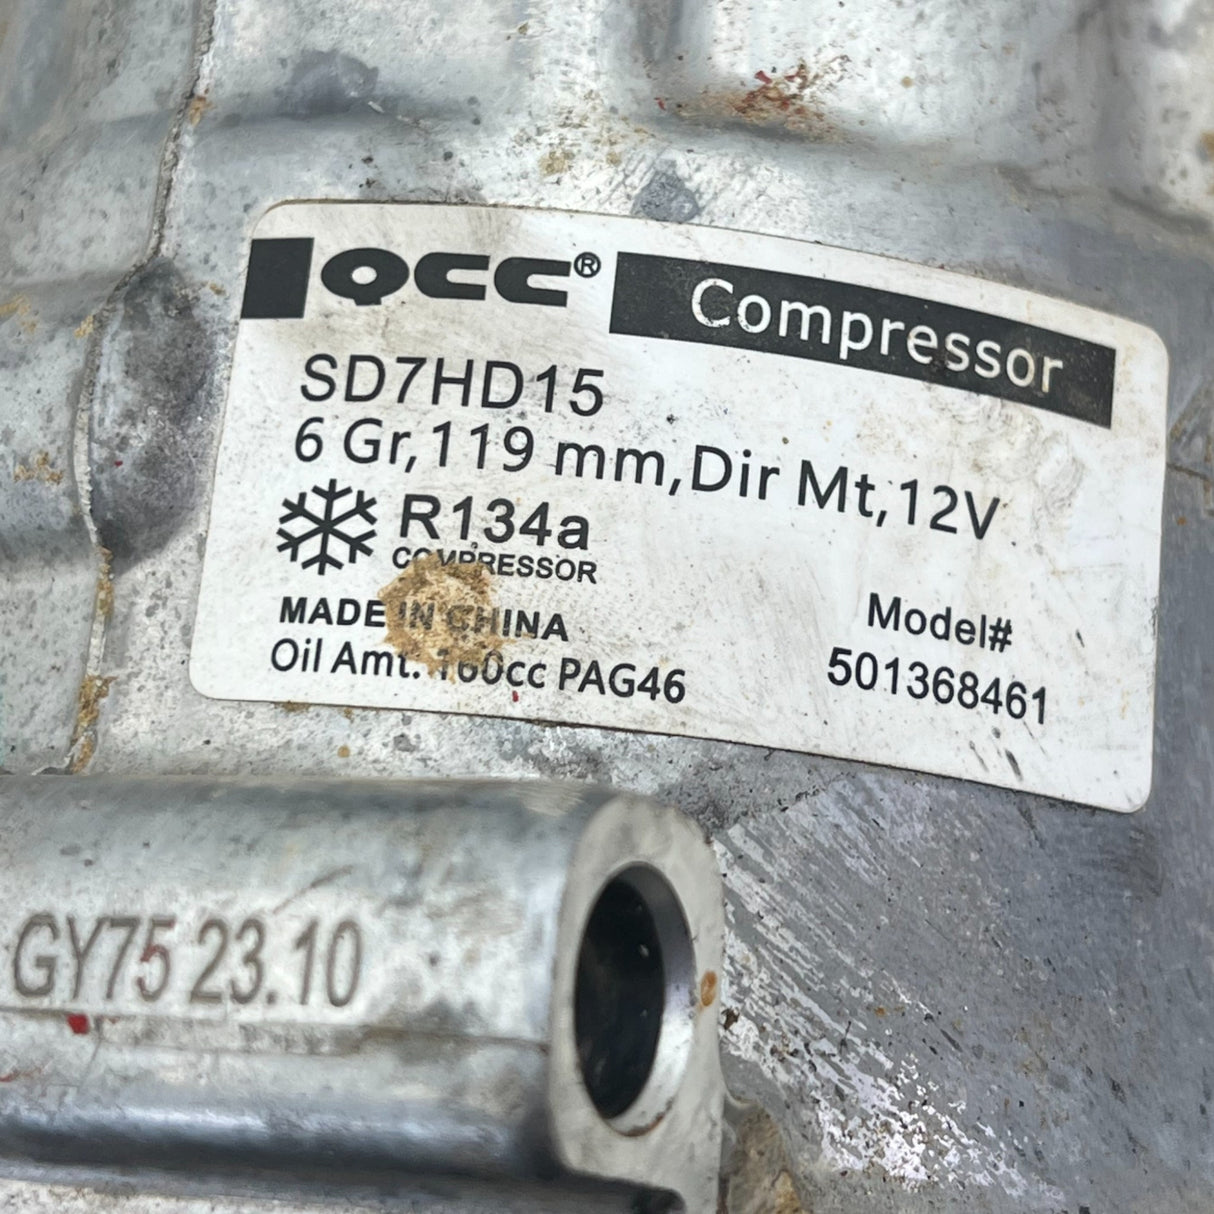 QCC®
Compressor
SD7HD15
6 Gr,119 mm,Dir Mt,12V
R134a
COMPRESSOR
MADE IN CHINA
Oil Amt. 160cc PAG46
Model#
501368461
GY75 23.10